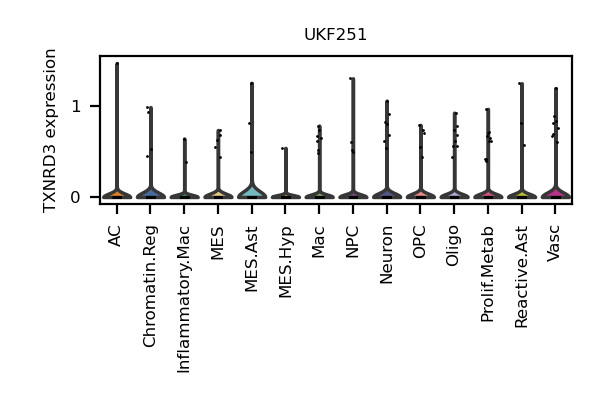 UKF251
TXNRD3 expression
1
0
AC
Chromatin.Reg
Inflammatory.Mac
MES
MES.Ast
MES.Hyp
Mac
NPC
Neuron
OPC
Oligo
Prolif.Metab
Reactive.Ast
Vasc